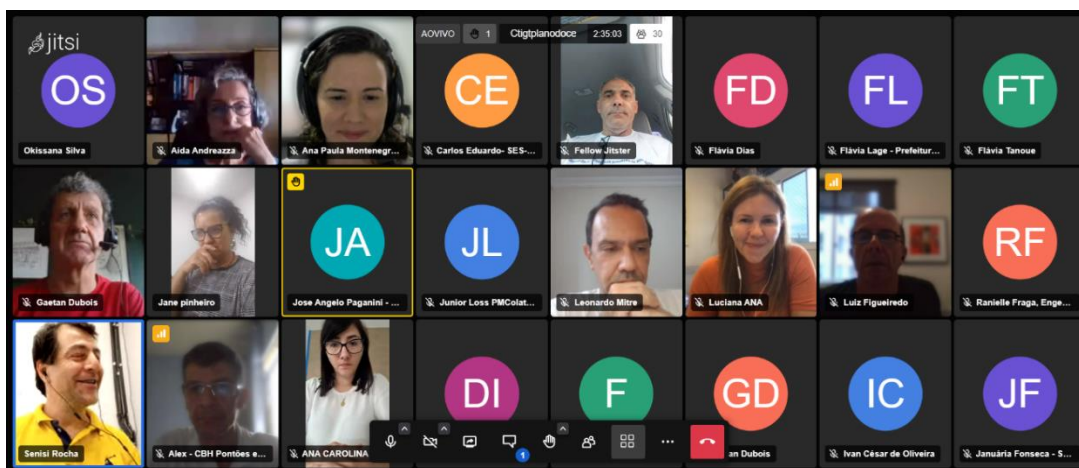 jitsi
AOVIVO 1 Ctigtplanodoce 2:35:03 30
OS
CE
FD
FL
FT
Okissana Silva
Aida Andreazza
Ana Paula Montenegr...
Carlos Eduardo- SES-...
Fellow Jitster
Flávia Dias
Flávia Lage - Prefeitur...
Flávia Tanoue
JA
JL
RF
Gaetan Dubois
Jane pinheiro
Jose Angelo Paganini - ...
Junior Loss PMColat...
Leonardo Mitre
Luciana ANA
Luiz Figueiredo
Ranielle Fraga, Enge...
DI
F
GD
IC
JF
Senisi Rocha
Alex - CBH Pontões e...
ANA CAROLINA
1
an Dubois
Ivan César de Oliveira
Januária Fonseca - S...